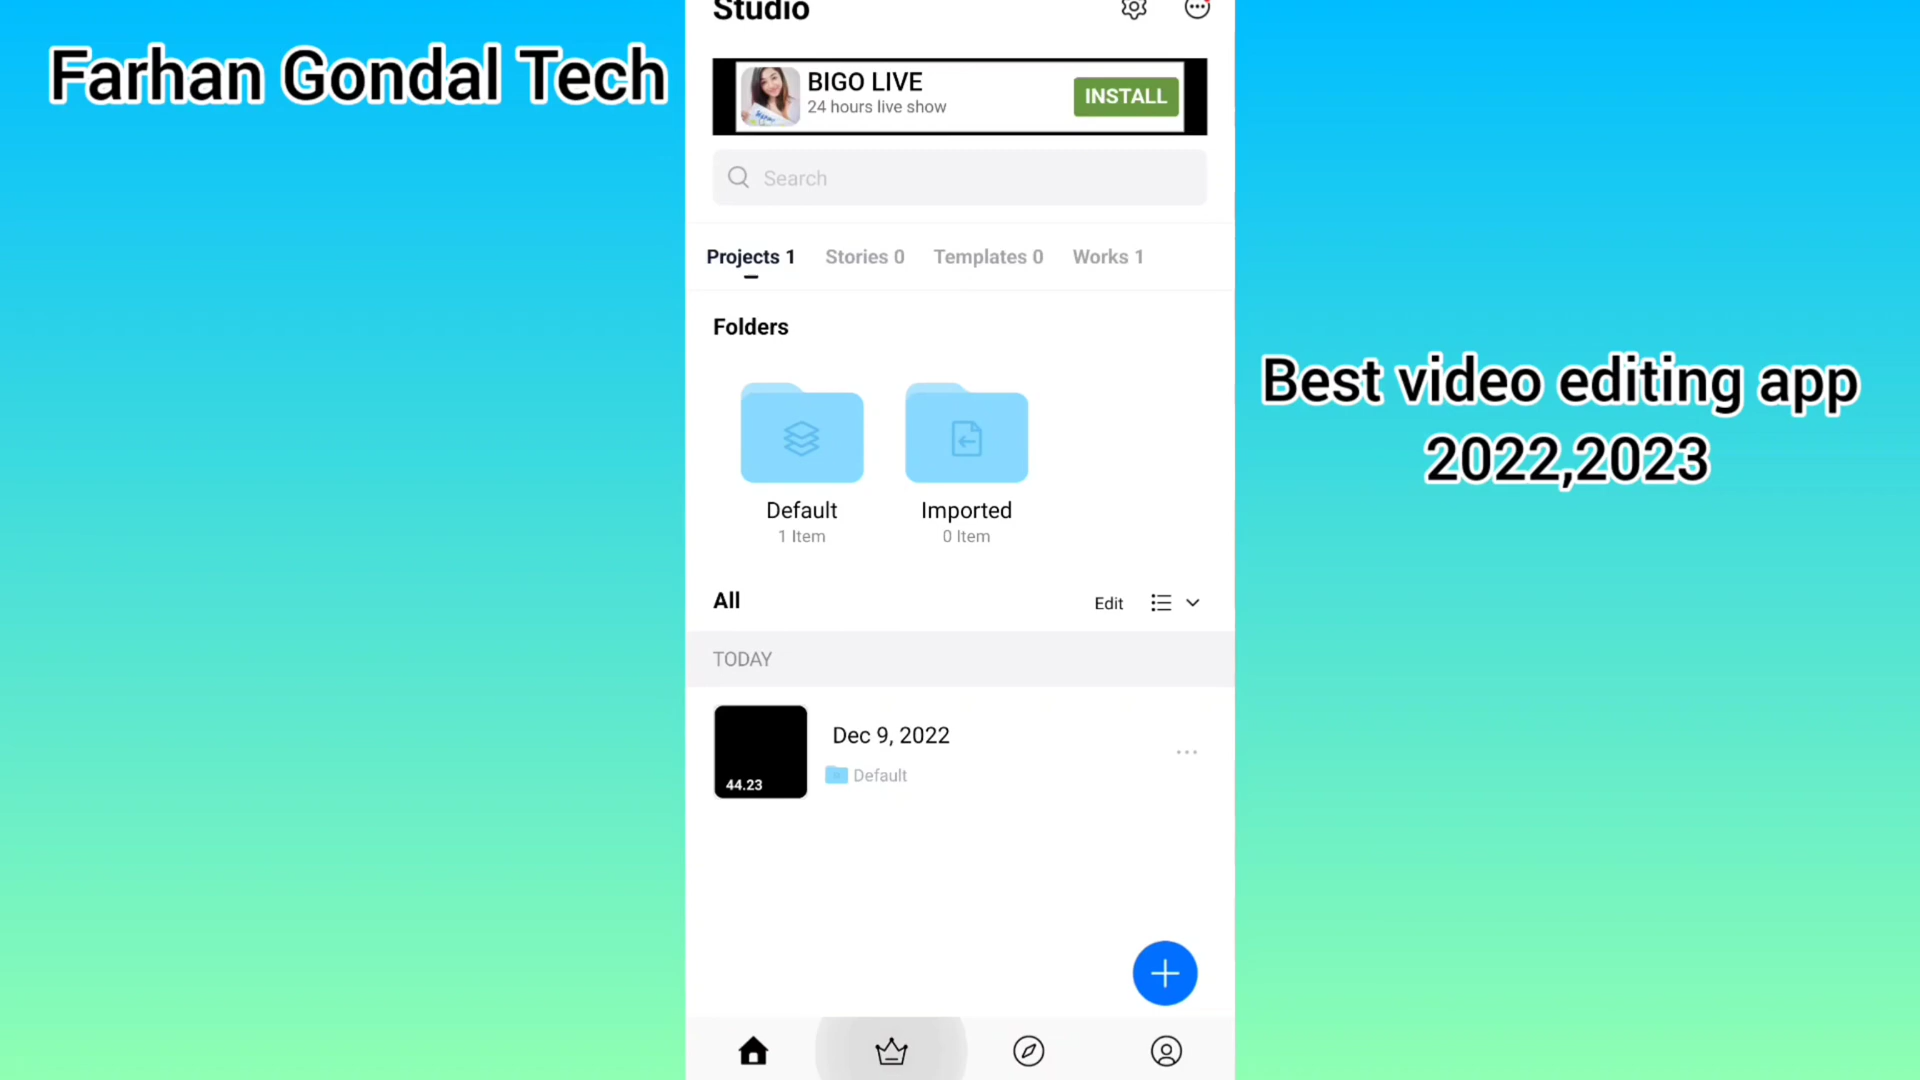 Studio
Farhan Gondal Tech
BIGO LIVE
24 hours live show
INSTALL
Search
Projects 1
Stories 0
Templates 0
Works 1
Folders
Best video editing app
2022,2023
Default
1 Item
Imported
0 Item
All
Edit
TODAY
44.23
Dec 9, 2022
Default